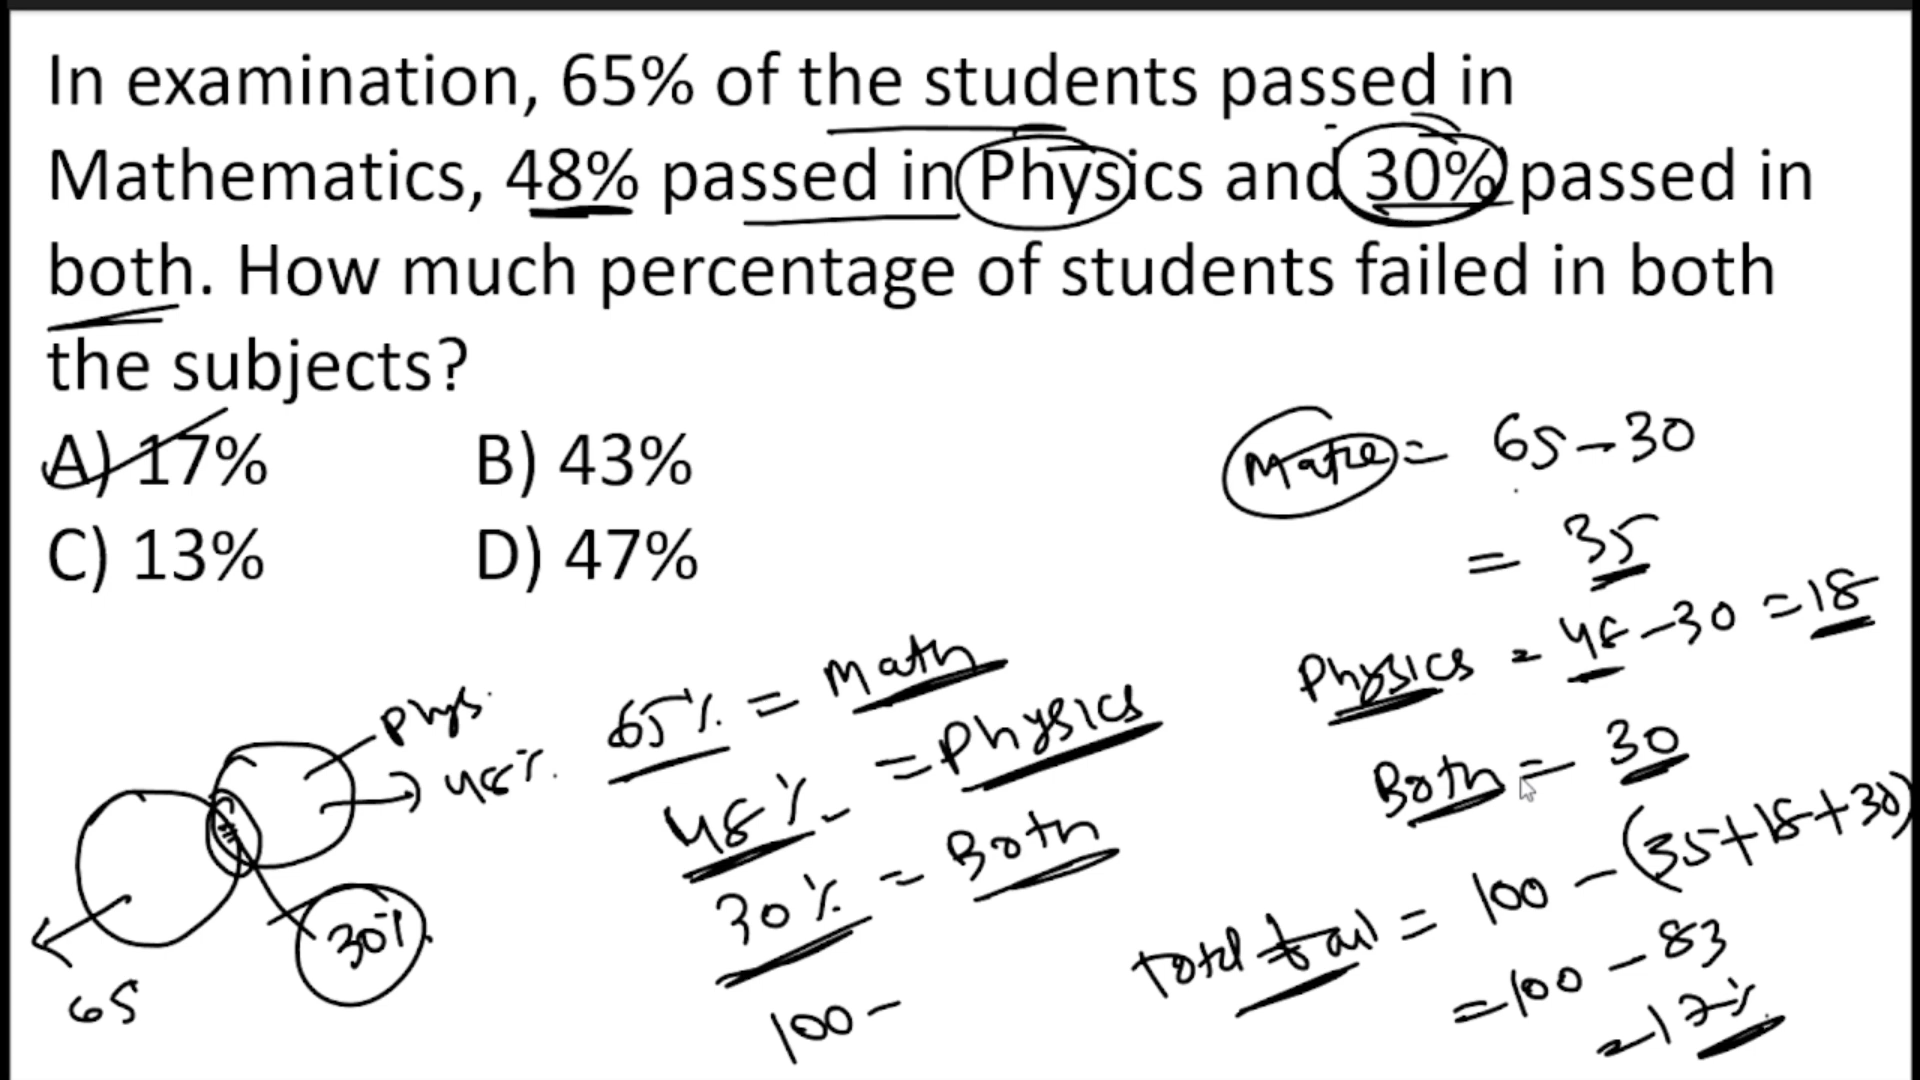 In examination, 65% of the students passed in
Mathematics, 48% passed in Physics and 30% passed in
both. How much percentage of students failed in both
the subjects?
A) 17% B) 43%
C) 13% D) 47%
= 65 - 30
= 35
Physics = 48 - 30 = 18
Both = 30
Total fail = 100 - (35+18+30)
= 100 - 83
= 17%
65% = Math
48% = Physics
30% = Both
100 -
Phys.
48%.
30%.
65